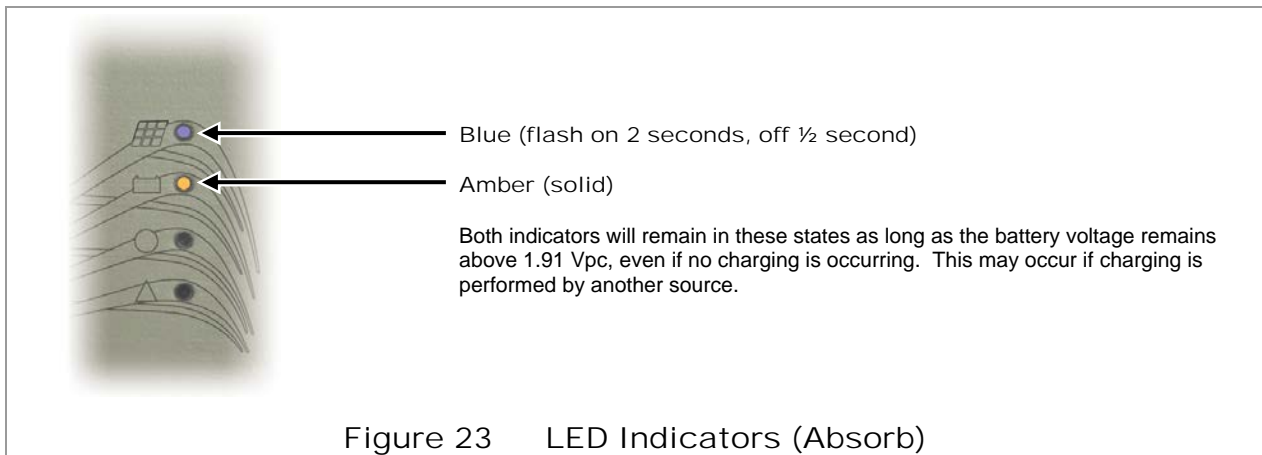 Blue (flash on 2 seconds, off ½ second)
Amber (solid)
Both indicators will remain in these states as long as the battery voltage remains
above 1.91 Vpc, even if no charging is occurring.  This may occur if charging is
performed by another source.
Figure 23 LED Indicators (Absorb)